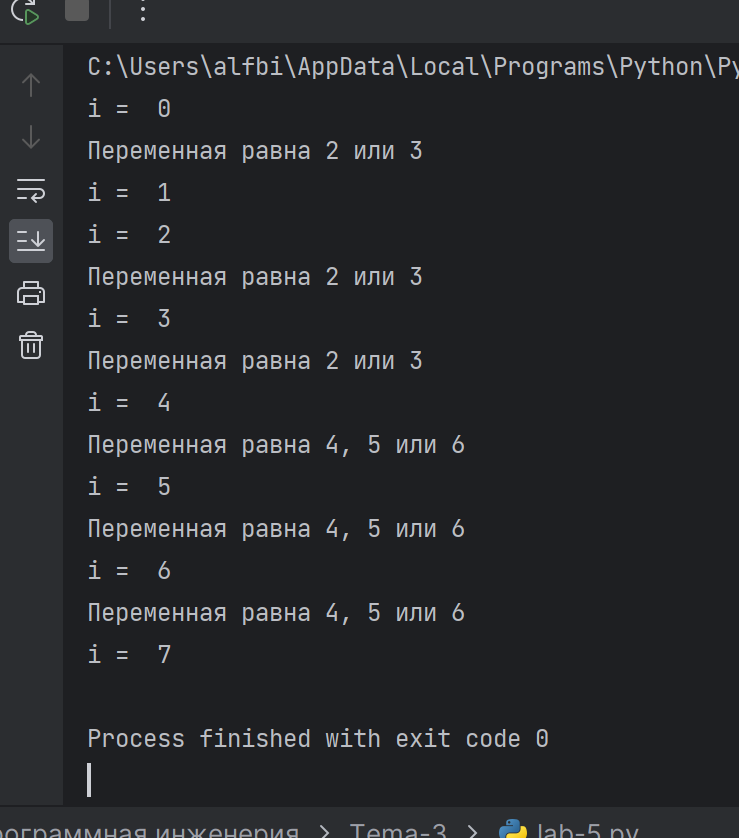 C:\Users\alfbi\AppData\Local\Programs\Python\Py
i =  0
Переменная равна 2 или 3
i =  1
i =  2
Переменная равна 2 или 3
i =  3
Переменная равна 2 или 3
i =  4
Переменная равна 4, 5 или 6
i =  5
Переменная равна 4, 5 или 6
i =  6
Переменная равна 4, 5 или 6
i =  7
Process finished with exit code 0
ограммная инженерия > Tema-3 > lab-5.py